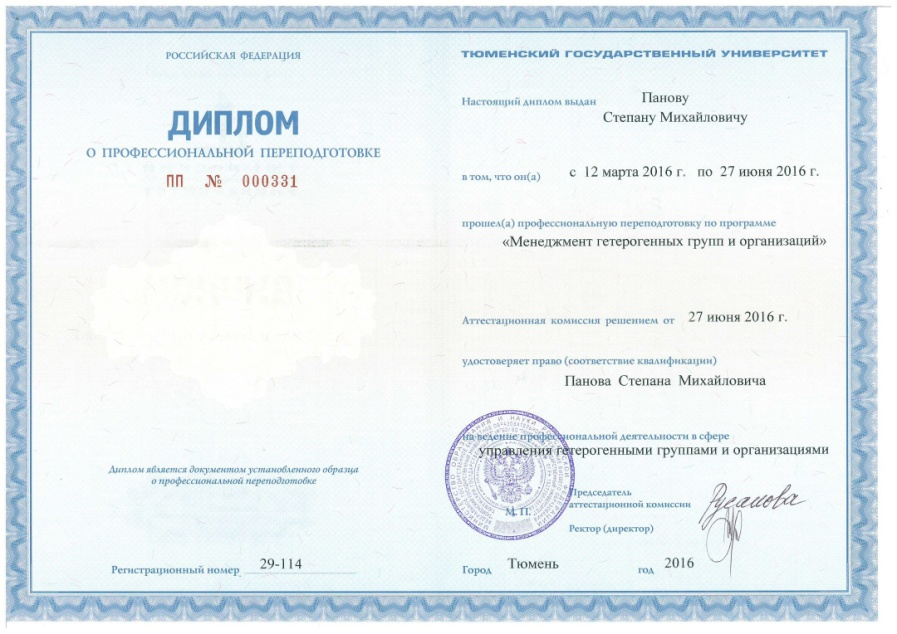 РОССИЙСКАЯ ФЕДЕРАЦИЯ
ДИПЛОМ
О ПРОФЕССИОНАЛЬНОЙ ПЕРЕПОДГОТОВКЕ
ПП № 000331
Диплом является документом установленного образца
о профессиональной переподготовке
Регистрационный номер 29-114
ТЮМЕНСКИЙ ГОСУДАРСТВЕННЫЙ УНИВЕРСИТЕТ
Настоящий диплом выдан Панову
Степану Михайловичу
в том, что он(а) с 12 марта 2016 г. по 27 июня 2016 г.
прошел(а) профессиональную переподготовку по программе
«Менеджмент гетерогенных групп и организаций»
Аттестационная комиссия решением от 27 июня 2016 г.
удостоверяет право (соответствие квалификации)
Панова Степана Михайловича
на ведение профессиональной деятельности в сфере
управления гетерогенными группами и организациями
М. П.
Председатель
аттестационной комиссии Русакова
Ректор (директор)
Город Тюмень год 2016